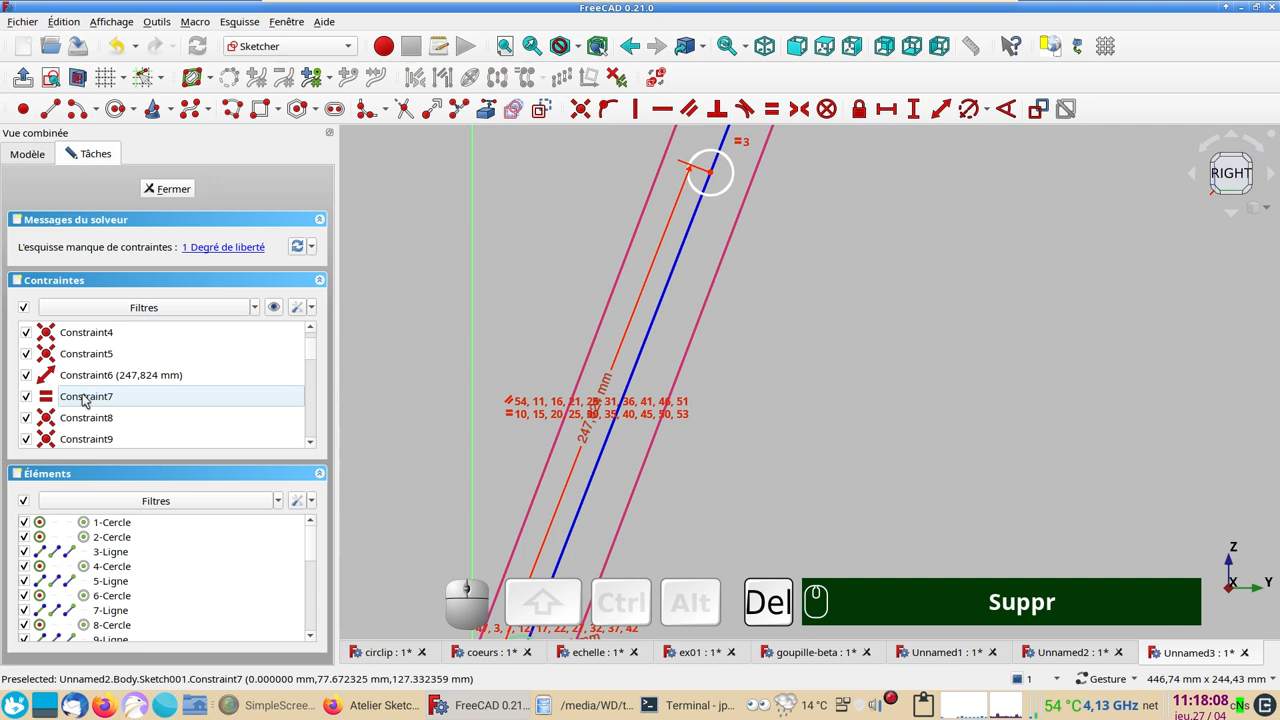 FreeCAD 0.21.0
Fichier Édition Affichage Outils Macro Esquisse Fenêtre Aide
Sketcher
Vue combinée
Modèle Tâches
Fermer
Messages du solveur
L'esquisse manque de contraintes : 1 Degré de liberté
Contraintes
Filtres
Constraint4
Constraint5
Constraint6 (247,824 mm)
Constraint7
Constraint8
Constraint9
Éléments
Filtres
1-Cercle
2-Cercle
3-Ligne
4-Cercle
5-Ligne
6-Cercle
7-Ligne
8-Cercle
9-Ligne
3
RIGHT
Z
Y
X
Ctrl Alt Del Suppr
circlip : 1* coeurs : 1* echelle : 1* ex01 : 1* goupille-beta : 1* Unnamed1 : 1* Unnamed2 : 1* Unnamed3 : 1*
Preselected: Unnamed2.Body.Sketch001.Constraint7 (0.000000 mm,77.672325 mm,127.332359 mm) 1 Gesture 446,74 mm x 244,43 mm
SimpleScree... Atelier Sketc... FreeCAD 0.21... /media/WD/t... Terminal - jp... 14 °C 54 °C 4,13 GHz net 11:18:08
jeu.27 / 04